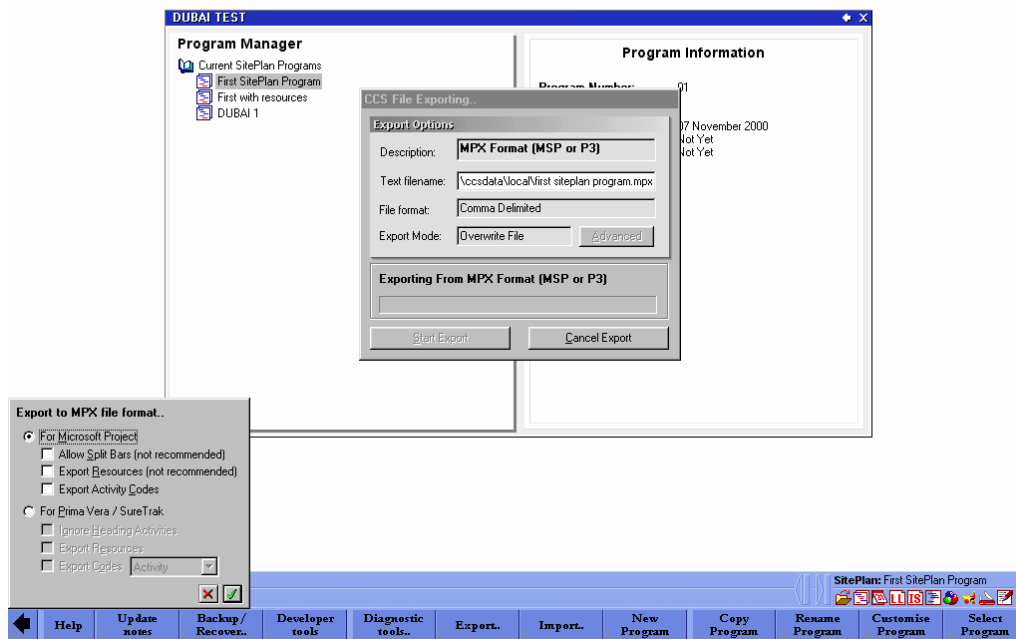 DUBAI TEST
Program Manager
Current SitePlan Programs
First SitePlan Program
First with resources
DUBAI 1
Program Information
Program Number: 01
07 November 2000
Not Yet
Not Yet
CCS File Exporting..
Export Options
Description: MPX Format (MSP or P3)
Text filename: \ccsdata\local\first siteplan program.mpx
File format: Comma Delimited
Export Mode: Overwrite File Advanced
Exporting From MPX Format (MSP or P3)
Start Export Cancel Export
Export to MPX file format..
For Microsoft Project
Allow Split Bars (not recommended)
Export Resources (not recommended)
Export Activity Codes
For Prima Vera / SureTrak
Ignore Heading Activities
Export Resources
Export Codes Activity
SitePlan: First SitePlan Program
LL IS
Help Update notes Backup/ Recover.. Developer tools Diagnostic tools.. Export.. Import.. New Program Copy Program Rename Program Customise Program Select Program